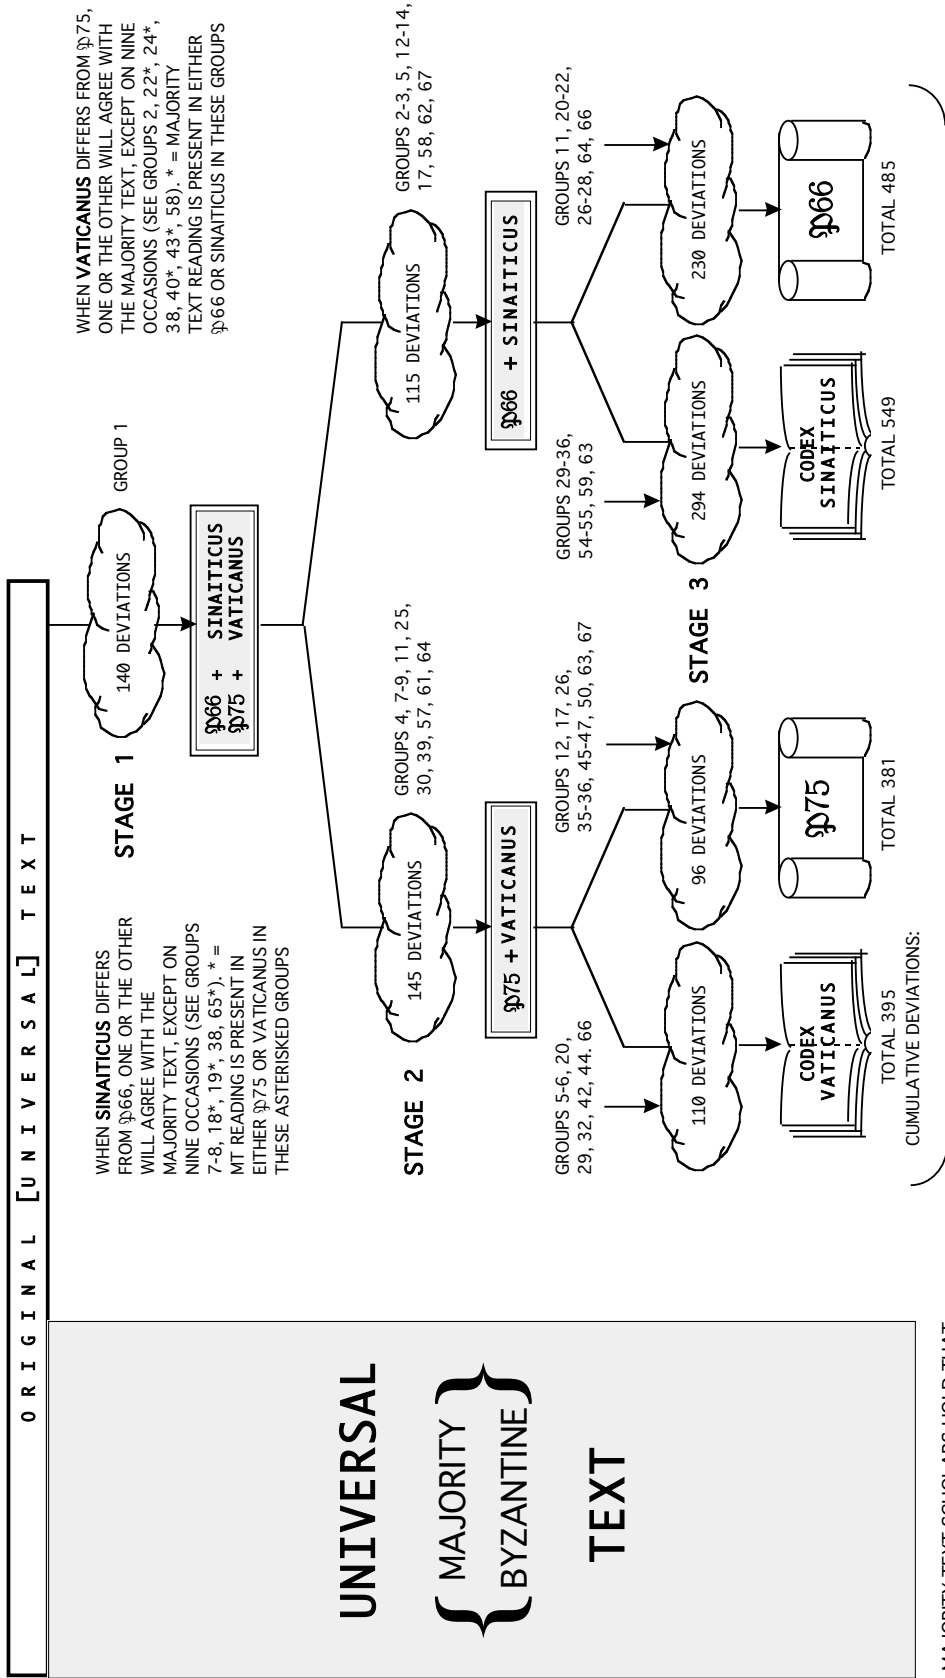 ORIGINAL [UNIVERSAL] TEXT
UNIVERSAL
{ MAJORITY }
{ BYZANTINE }
TEXT
WHEN SINAITICUS DIFFERS
FROM 𝔓66, ONE OR THE OTHER
WILL AGREE WITH THE
MAJORITY TEXT, EXCEPT ON
NINE OCCASIONS (SEE GROUPS
7-8, 18*, 19*, 38, 65*). * =
MT READING IS PRESENT IN
EITHER 𝔓75 OR VATICANUS IN
THESE ASTERISKED GROUPS
STAGE 1
140 DEVIATIONS
GROUP 1
𝔓66 + SINAITICUS
𝔓75 + VATICANUS
WHEN VATICANUS DIFFERS FROM 𝔓75,
ONE OR THE OTHER WILL AGREE WITH
THE MAJORITY TEXT, EXCEPT ON NINE
OCCASIONS (SEE GROUPS 2, 22*, 24*,
38, 40*, 43*, 58). * = MAJORITY
TEXT READING IS PRESENT IN EITHER
𝔓66 OR SINAITICUS IN THESE GROUPS
STAGE 2
145 DEVIATIONS
GROUPS 4, 7-9, 11, 25,
30, 39, 57, 61, 64
115 DEVIATIONS
GROUPS 2-3, 5, 12-14,
17, 58, 62, 67
𝔓75 + VATICANUS
𝔓66 + SINAITICUS
GROUPS 5-6, 20,
29, 32, 42, 44. 66
GROUPS 12, 17, 26,
35-36, 45-47, 50, 63, 67
GROUPS 29-36,
54-55, 59, 63
GROUPS 11, 20-22,
26-28, 64, 66
110 DEVIATIONS
96 DEVIATIONS
STAGE 3
294 DEVIATIONS
230 DEVIATIONS
CODEX
VATICANUS
𝔓75
CODEX
SINAITICUS
𝔓66
TOTAL 395
TOTAL 381
TOTAL 549
TOTAL 485
CUMULATIVE DEVIATIONS:
MAJORITY TEXT SCHOLARS HOLD THAT